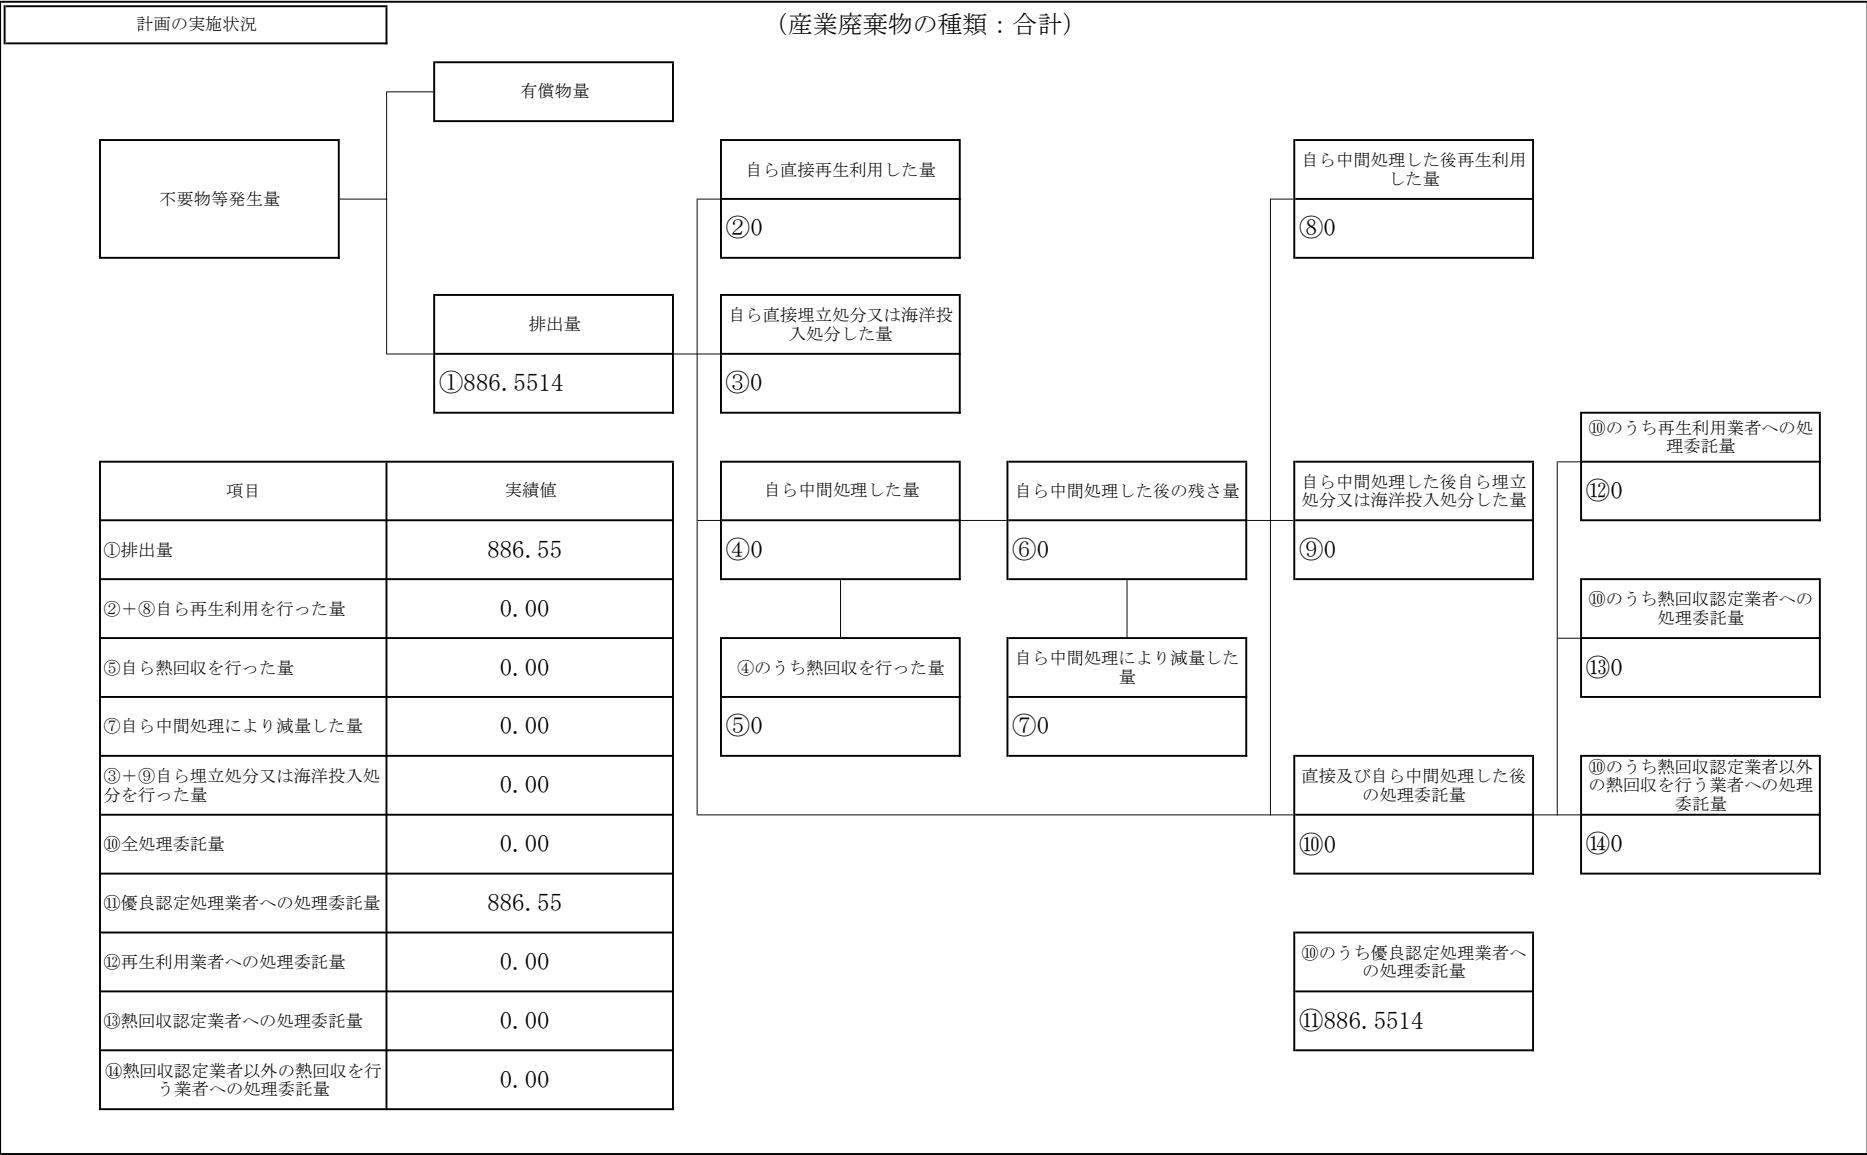 計画の実施状況
（産業廃棄物の種類：合計）
有償物量
不要物等発生量
自ら直接再生利用した量
②0
自ら中間処理した後再生利用
した量
⑧0
排出量
①886.5514
自ら直接埋立処分又は海洋投
入処分した量
③0
⑩のうち再生利用業者への処
理委託量
⑫0
自ら中間処理した量
④0
自ら中間処理した後の残さ量
⑥0
自ら中間処理した後自ら埋立
処分又は海洋投入処分した量
⑨0
⑩のうち熱回収認定業者への
処理委託量
⑬0
④のうち熱回収を行った量
⑤0
自ら中間処理により減量した
量
⑦0
直接及び自ら中間処理した後
の処理委託量
⑩0
⑩のうち熱回収認定業者以外
の熱回収を行う業者への処理
委託量
⑭0
⑩のうち優良認定処理業者へ
の処理委託量
⑪886.5514
項目 実績値
①排出量 886.55
②＋⑧自ら再生利用を行った量 0.00
⑤自ら熱回収を行った量 0.00
⑦自ら中間処理により減量した量 0.00
③＋⑨自ら埋立処分又は海洋投入処
分を行った量 0.00
⑩全処理委託量 0.00
⑪優良認定処理業者への処理委託量 886.55
⑫再生利用業者への処理委託量 0.00
⑬熱回収認定業者への処理委託量 0.00
⑭熱回収認定業者以外の熱回収を行
う業者への処理委託量 0.00